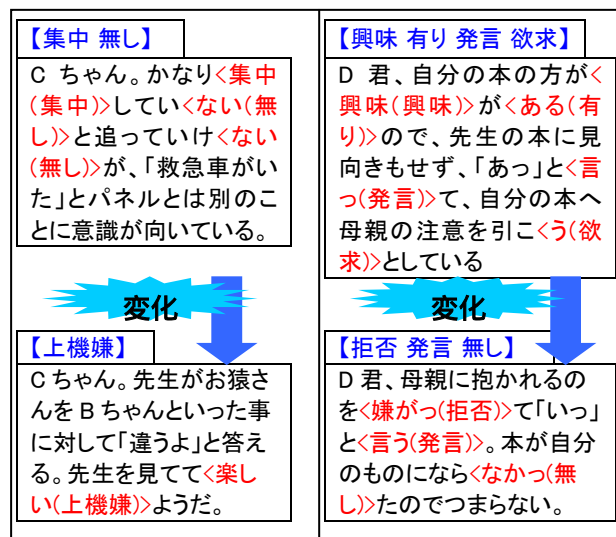 【集中 無し】
C ちゃん。かなり<集中
(集中)>してい<ない(無
し)>と追っていけ<ない
(無し)>が、「救急車がい
た」とパネルとは別のこ
とに意識が向いている。
変化
【上機嫌】
C ちゃん。先生がお猿さ
んを B ちゃんといった事
に対して「違うよ」と答え
る。先生を見てて<楽し
い(上機嫌)>ようだ。
【興味 有り 発言 欲求】
D 君、自分の本の方が<
興味(興味)>が<ある(有
り)>ので、先生の本に見
向きもせず、「あっ」と<言
っ(発言)>て、自分の本へ
母親の注意を引こ<う(欲
求)>としている
変化
【拒否 発言 無し】
D 君、母親に抱かれるの
を<嫌がっ(拒否)>て「いっ」
と<言う(発言)>。本が自分
のものになら<なかっ(無
し)>たのでつまらない。